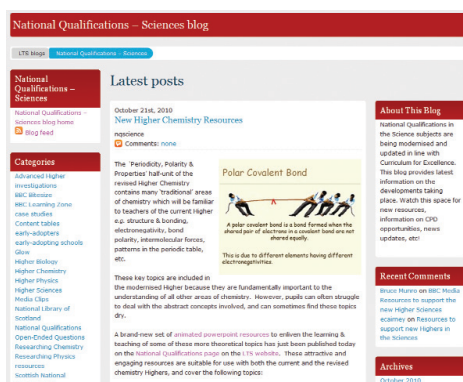 National Qualifications – Sciences blog
LTS blogs
National Qualifications – Sciences
National
Qualifications –
Sciences
National Qualifications –
Sciences blog home
Blog feed
Categories
Advanced Higher
investigations
BBC Bitesize
BBC Learning Zone
case studies
Content tables
early-adopters
early-adopting schools
Glow
Higher Biology
Higher Chemistry
Higher Physics
Higher Sciences
Media Clips
National Library of
Scotland
National Qualifications
Open-Ended Questions
Researching Chemistry
Researching Physics
resources
Scottish National
Latest posts
October 21st, 2010
New Higher Chemistry Resources
nqscience
Comments: none
The 'Periodicity, Polarity &
Properties' half-unit of the
revised Higher Chemistry
contains many 'traditional' areas
of chemistry which will be familiar
to teachers of the current Higher
e.g. structure & bonding,
electronegativity, bond
polarity, intermolecular forces,
patterns in the periodic table,
etc.
Polar Covalent Bond
A polar covalent bond is a bond formed when the
shared pair of electrons in a covalent bond are not
shared equally.
This is due to different elements having different
electronegativities.
These key topics are included in
the modernised Higher because they are fundamentally important to the
understanding of all other areas of chemistry. However, pupils can often struggle
to deal with the abstract concepts involved, and can sometimes find these topics
dry.
A brand-new set of animated powerpoint resources to enliven the learning &
teaching of some of these more theoretical topics has just been published today
on the National Qualifications page on the LTS website. These attractive and
engaging resources are suitable for use with both the current and the revised
chemistry Highers, and cover the following topics:
About This Blog
National Qualifications in
the Science subjects are
being modernised and
updated in line with
Curriculum for Excellence.
This blog provides latest
information on the
developments taking
place. Watch this space for
new resources,
information on CPD
opportunities, news
updates, etc!
Recent Comments
Bruce Munro on BBC Media
Resources to support the
new Higher Sciences
ecairney on Resources to
support new Highers in
the Sciences
Archives
October 2010